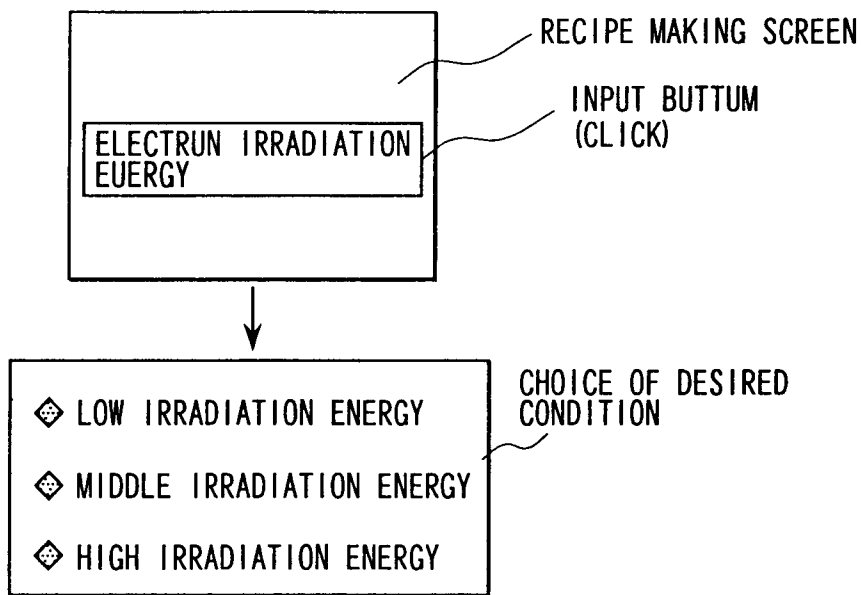 RECIPE MAKING SCREEN
INPUT BUTTUM
(CLICK)
ELECTRUN IRRADIATION
EUERGY
CHOICE OF DESIRED
CONDITION
LOW IRRADIATION ENERGY
MIDDLE IRRADIATION ENERGY
HIGH IRRADIATION ENERGY